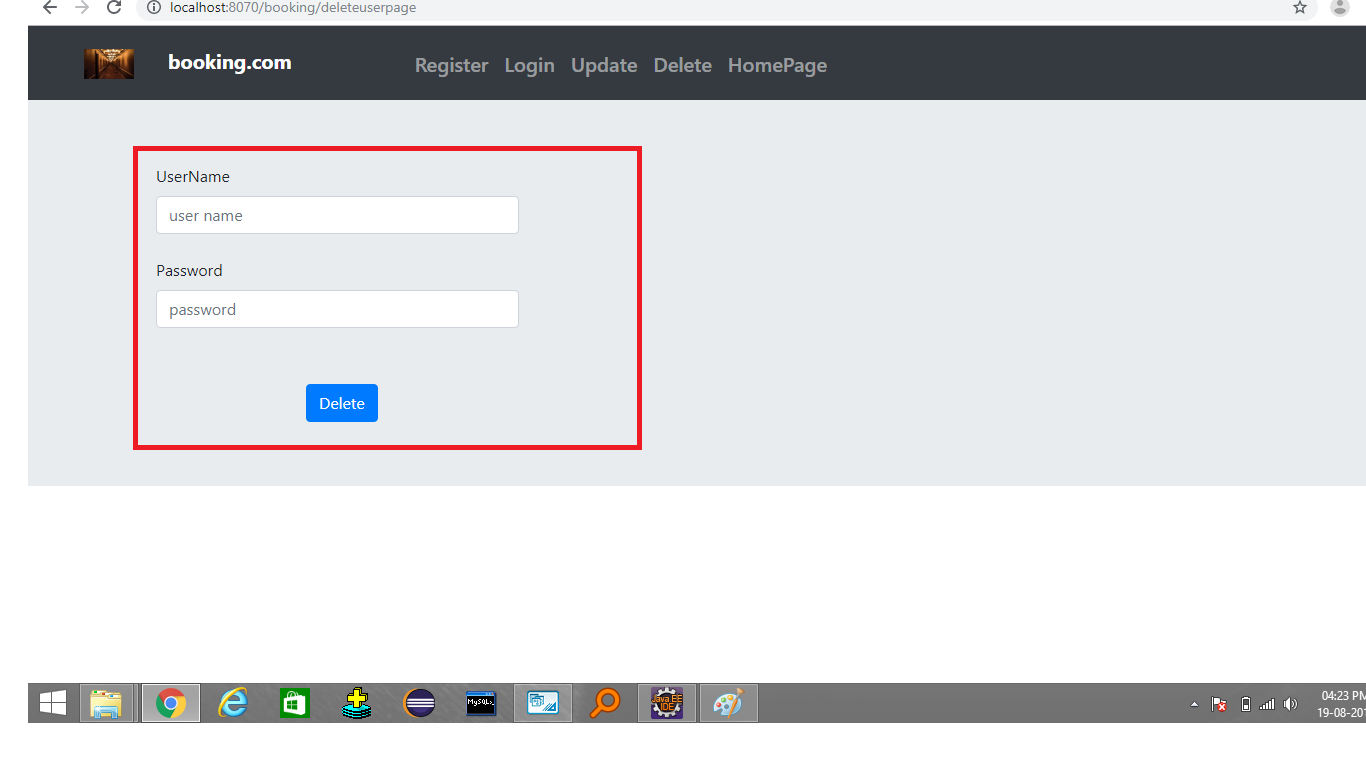 localhost:8070/booking/deleteuserpage
booking.com Register Login Update Delete HomePage
UserName
user name
Password
password
Delete
MySQL
Java EE
IDE
04:23 PM
19-08-201